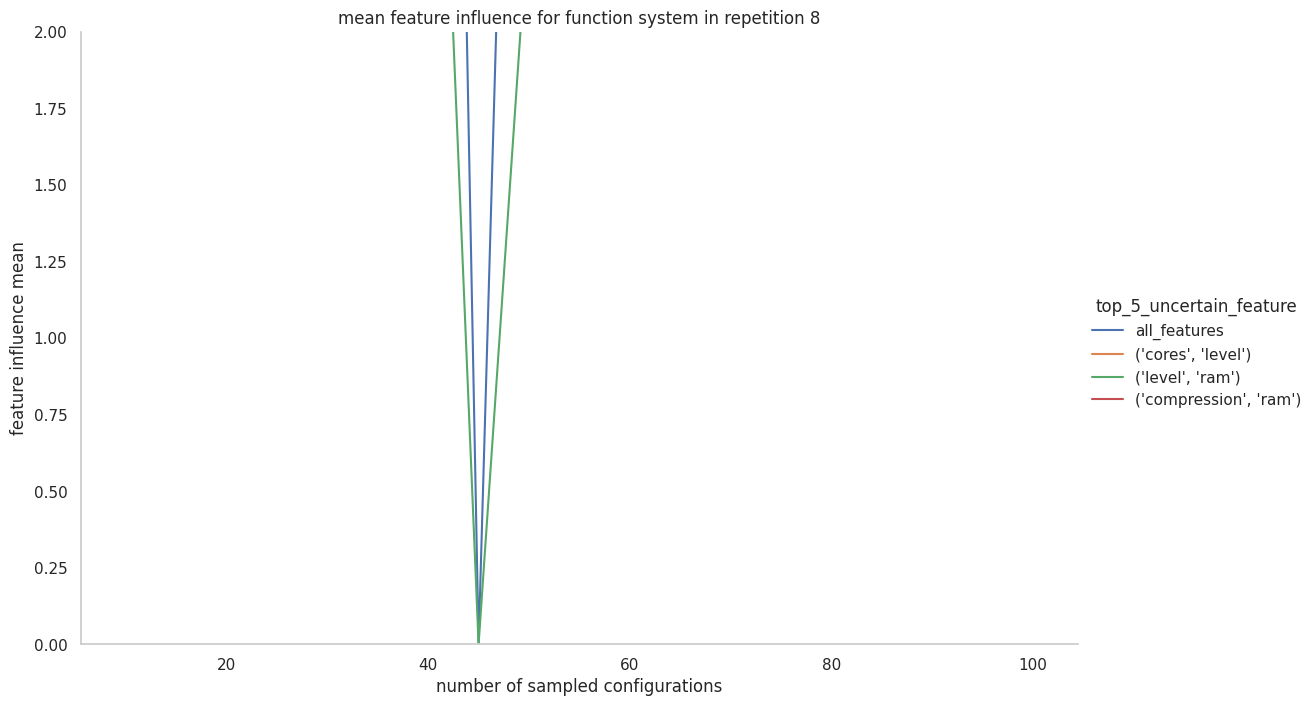 mean feature influence for function system in repetition 8
2.00
1.75
1.50
1.25
1.00
0.75
0.50
0.25
0.00
feature influence mean
20 40 60 80 100
number of sampled configurations
top_5_uncertain_feature
all_features
('cores', 'level')
('level', 'ram')
('compression', 'ram')